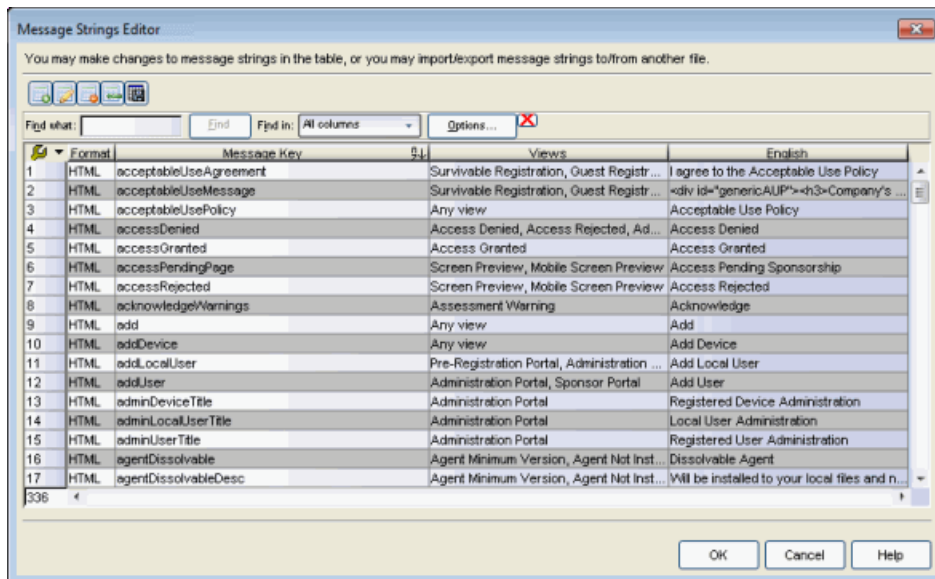 Message Strings Editor
You may make changes to message strings in the table, or you may import/export message strings to/from another file.
Find what: Find Find in: All columns Options...
Format Message Key Views English
1 HTML acceptableUseAgreement Survivable Registration, Guest Registr... I agree to the Acceptable Use Policy
2 HTML acceptableUseMessage Survivable Registration, Guest Registr... <div id="genericAUP"><h3>Company's ...
3 HTML acceptableUsePolicy Any view Acceptable Use Policy
4 HTML accessDenied Access Denied, Access Rejected, Ad... Access Denied
5 HTML accessGranted Access Granted Access Granted
6 HTML accessPendingPage Screen Preview, Mobile Screen Preview Access Pending Sponsorship
7 HTML accessRejected Screen Preview, Mobile Screen Preview Access Rejected
8 HTML acknowledgeWarnings Assessment Warning Acknowledge
9 HTML add Any view Add
10 HTML addDevice Any view Add Device
11 HTML addLocalUser Pre-Registration Portal, Administration ... Add Local User
12 HTML addUser Administration Portal, Sponsor Portal Add User
13 HTML adminDeviceTitle Administration Portal Registered Device Administration
14 HTML adminLocalUserTitle Administration Portal Local User Administration
15 HTML adminUserTitle Administration Portal Registered User Administration
16 HTML agentDissolvable Agent Minimum Version, Agent Not Inst... Dissolvable Agent
17 HTML agentDissolvableDesc Agent Minimum Version, Agent Not Inst... Will be installed to your local files and n...
336
OK Cancel Help